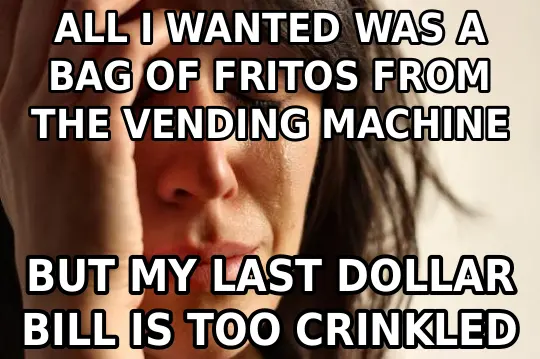 ALL I WANTED WAS A
BAG OF FRITOS FROM
THE VENDING MACHINE
BUT MY LAST DOLLAR
BILL IS TOO CRINKLED